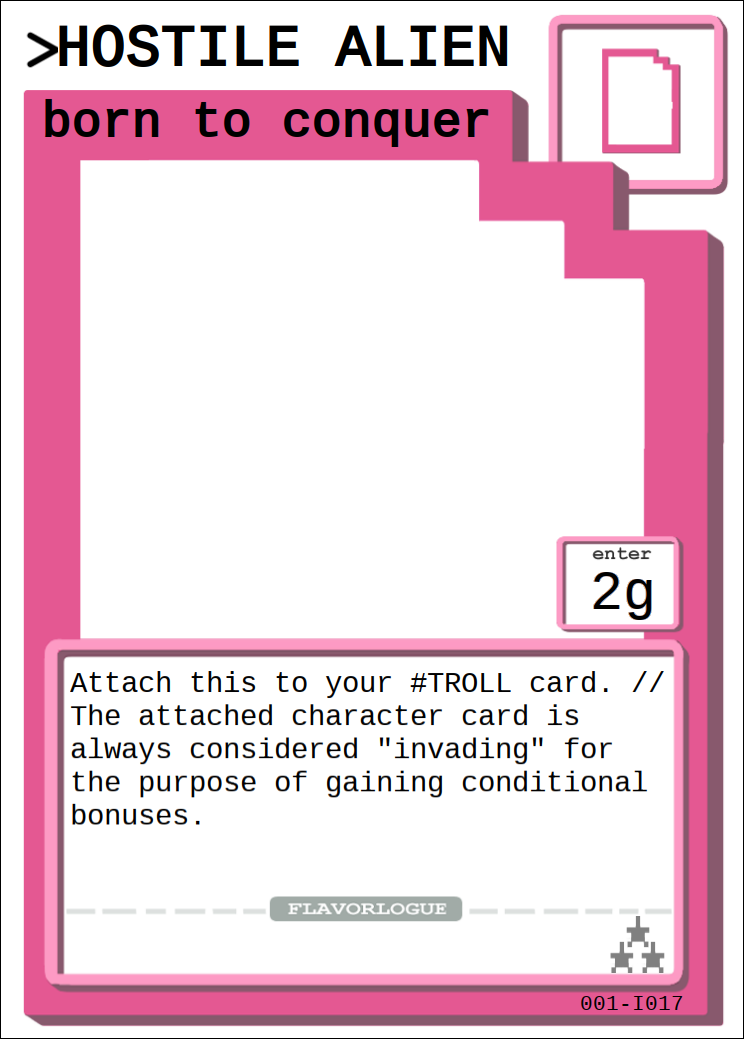 >HOSTILE ALIEN
born to conquer
enter
2g
Attach this to your #TROLL card. //
The attached character card is
always considered "invading" for
the purpose of gaining conditional
bonuses.
FLAVORLOGUE
001-I017